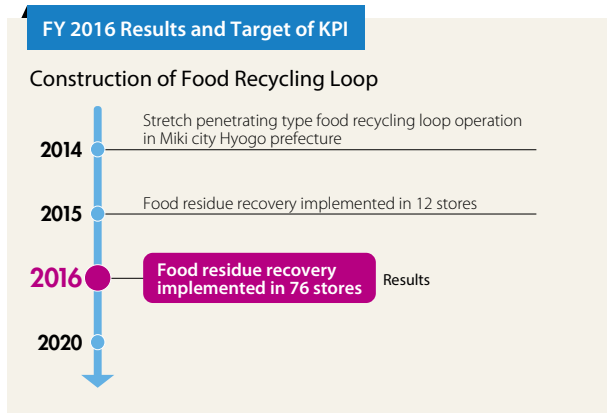 FY 2016 Results and Target of KPI
Construction of Food Recycling Loop
2014
Stretch penetrating type food recycling loop operation
in Miki city Hyogo prefecture
2015
Food residue recovery implemented in 12 stores
2016
Food residue recovery
implemented in 76 stores
Results
2020